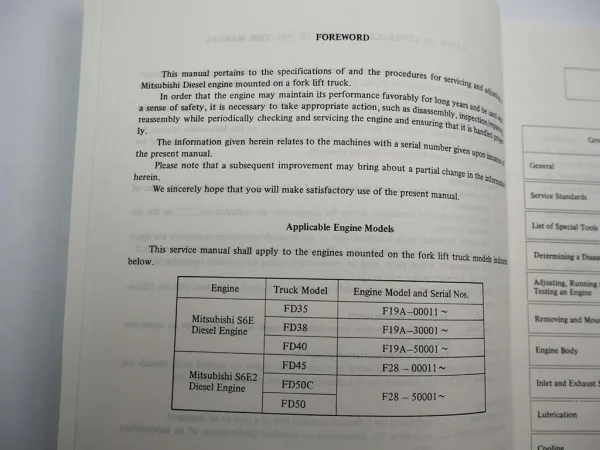 FOREWORD
This manual pertains to the specifications of and the procedures for servicing and
Mitsubishi Diesel engine mounted on a fork lift truck.
In order that the engine may maintain its performance favorably for long years and be used
a sense of safety, it is necessary to take appropriate action, such as disassembly, inspection,
reassembly while periodically checking and servicing the engine and ensuring that it is handled
ly.
The information given herein relates to the machines with a serial number given upon
the present manual.
Please note that a subsequent improvement may bring about a partial change in the
herein.
We sincerely hope that you will make satisfactory use of the present manual.
Applicable Engine Models
This service manual shall apply to the engines mounted on the fork lift truck models
below.
Engine Truck Model Engine Model and Serial Nos.
Mitsubishi S6E
Diesel Engine
FD35 F19A–00011 ~
FD38 F19A–30001 ~
FD40 F19A–50001 ~
Mitsubishi S6E2
Diesel Engine
FD45 F28 – 00011 ~
FD50C
FD50
F28 – 50001 ~
General
Service Standards
List of Special Tools
Determining a
Adjusting, Running
Testing an Engine
Removing and
Engine Body
Inlet and Exhaust
Lubrication
Cooling